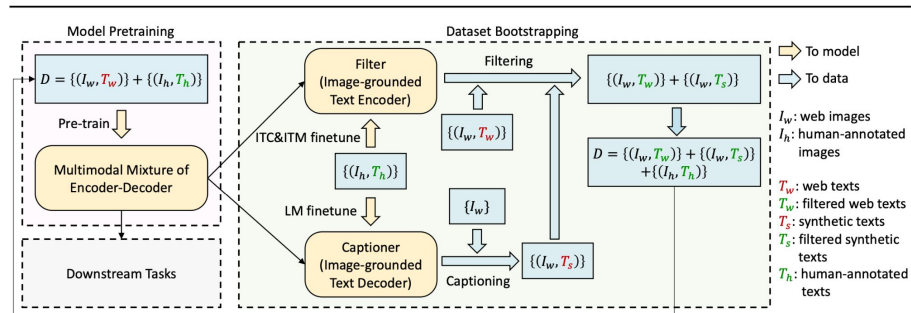 Model Pretraining
D = {(I_w, T_w)} + {(I_h, T_h)}
Pre-train
Multimodal Mixture of
Encoder-Decoder
Downstream Tasks
Dataset Bootstrapping
Filter
(Image-grounded
Text Encoder)
ITC&ITM finetune
{(I_h, T_h)}
LM finetune
Captioner
(Image-grounded
Text Decoder)
Filtering
{(I_w, T_w)}
{I_w}
Captioning
{(I_w, T_s)}
{(I_w, T_w)} + {(I_w, T_s)}
D = {(I_w, T_w)} + {(I_w, T_s)}
+{(I_h, T_h)}
To model
To data
I_w: web images
I_h: human-annotated
images
T_w: web texts
T_w: filtered web texts
T_s: synthetic texts
T_s: filtered synthetic
texts
T_h: human-annotated
texts